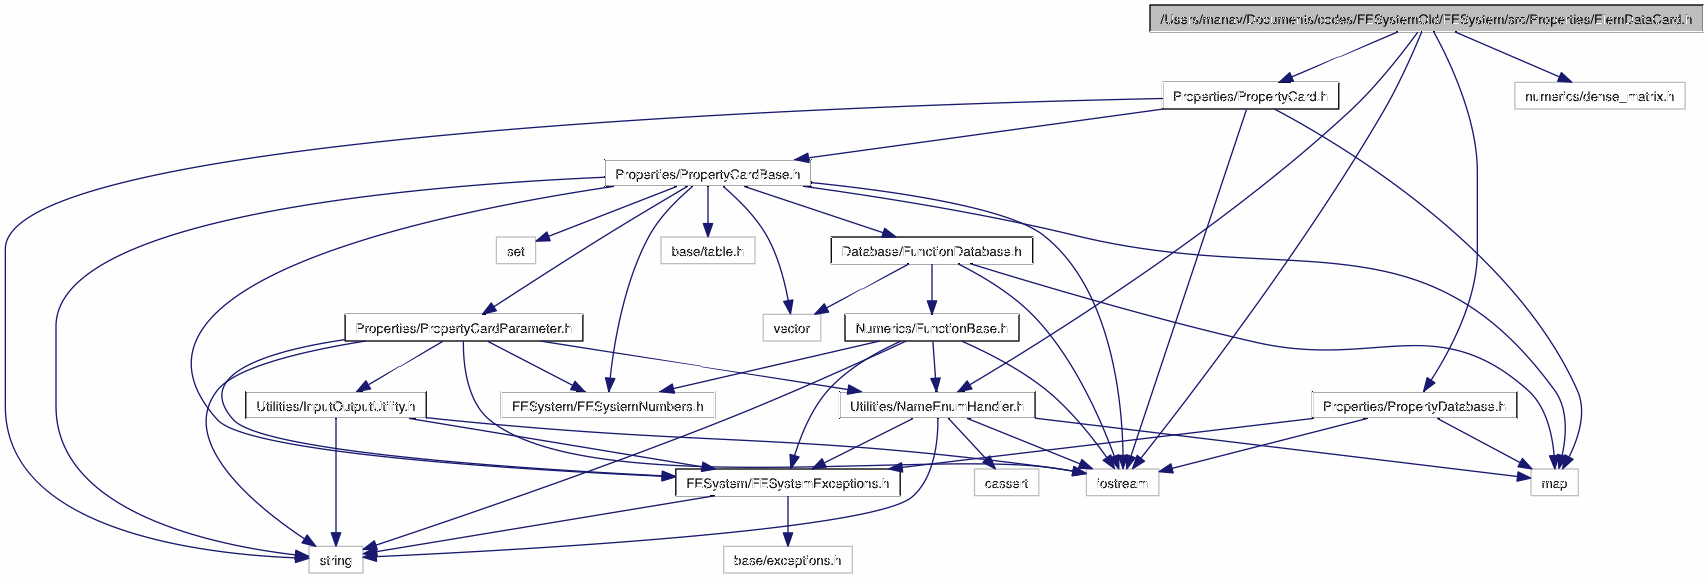 /Users/manav/Documents/codes/FESystemOld/FESystem/src/Properties/ElemDataCard.h
Properties/PropertyCard.h
numerics/dense_matrix.h
Properties/PropertyCardBase.h
set
base/table.h
Database/FunctionDatabase.h
Properties/PropertyCardParameter.h
vector
Numerics/FunctionBase.h
Utilities/InputOutputUtility.h
FESystem/FESystemNumbers.h
Utilities/NameEnumHandler.h
Properties/PropertyDatabase.h
FESystem/FESystemExceptions.h
cassert
iostream
map
string
base/exceptions.h